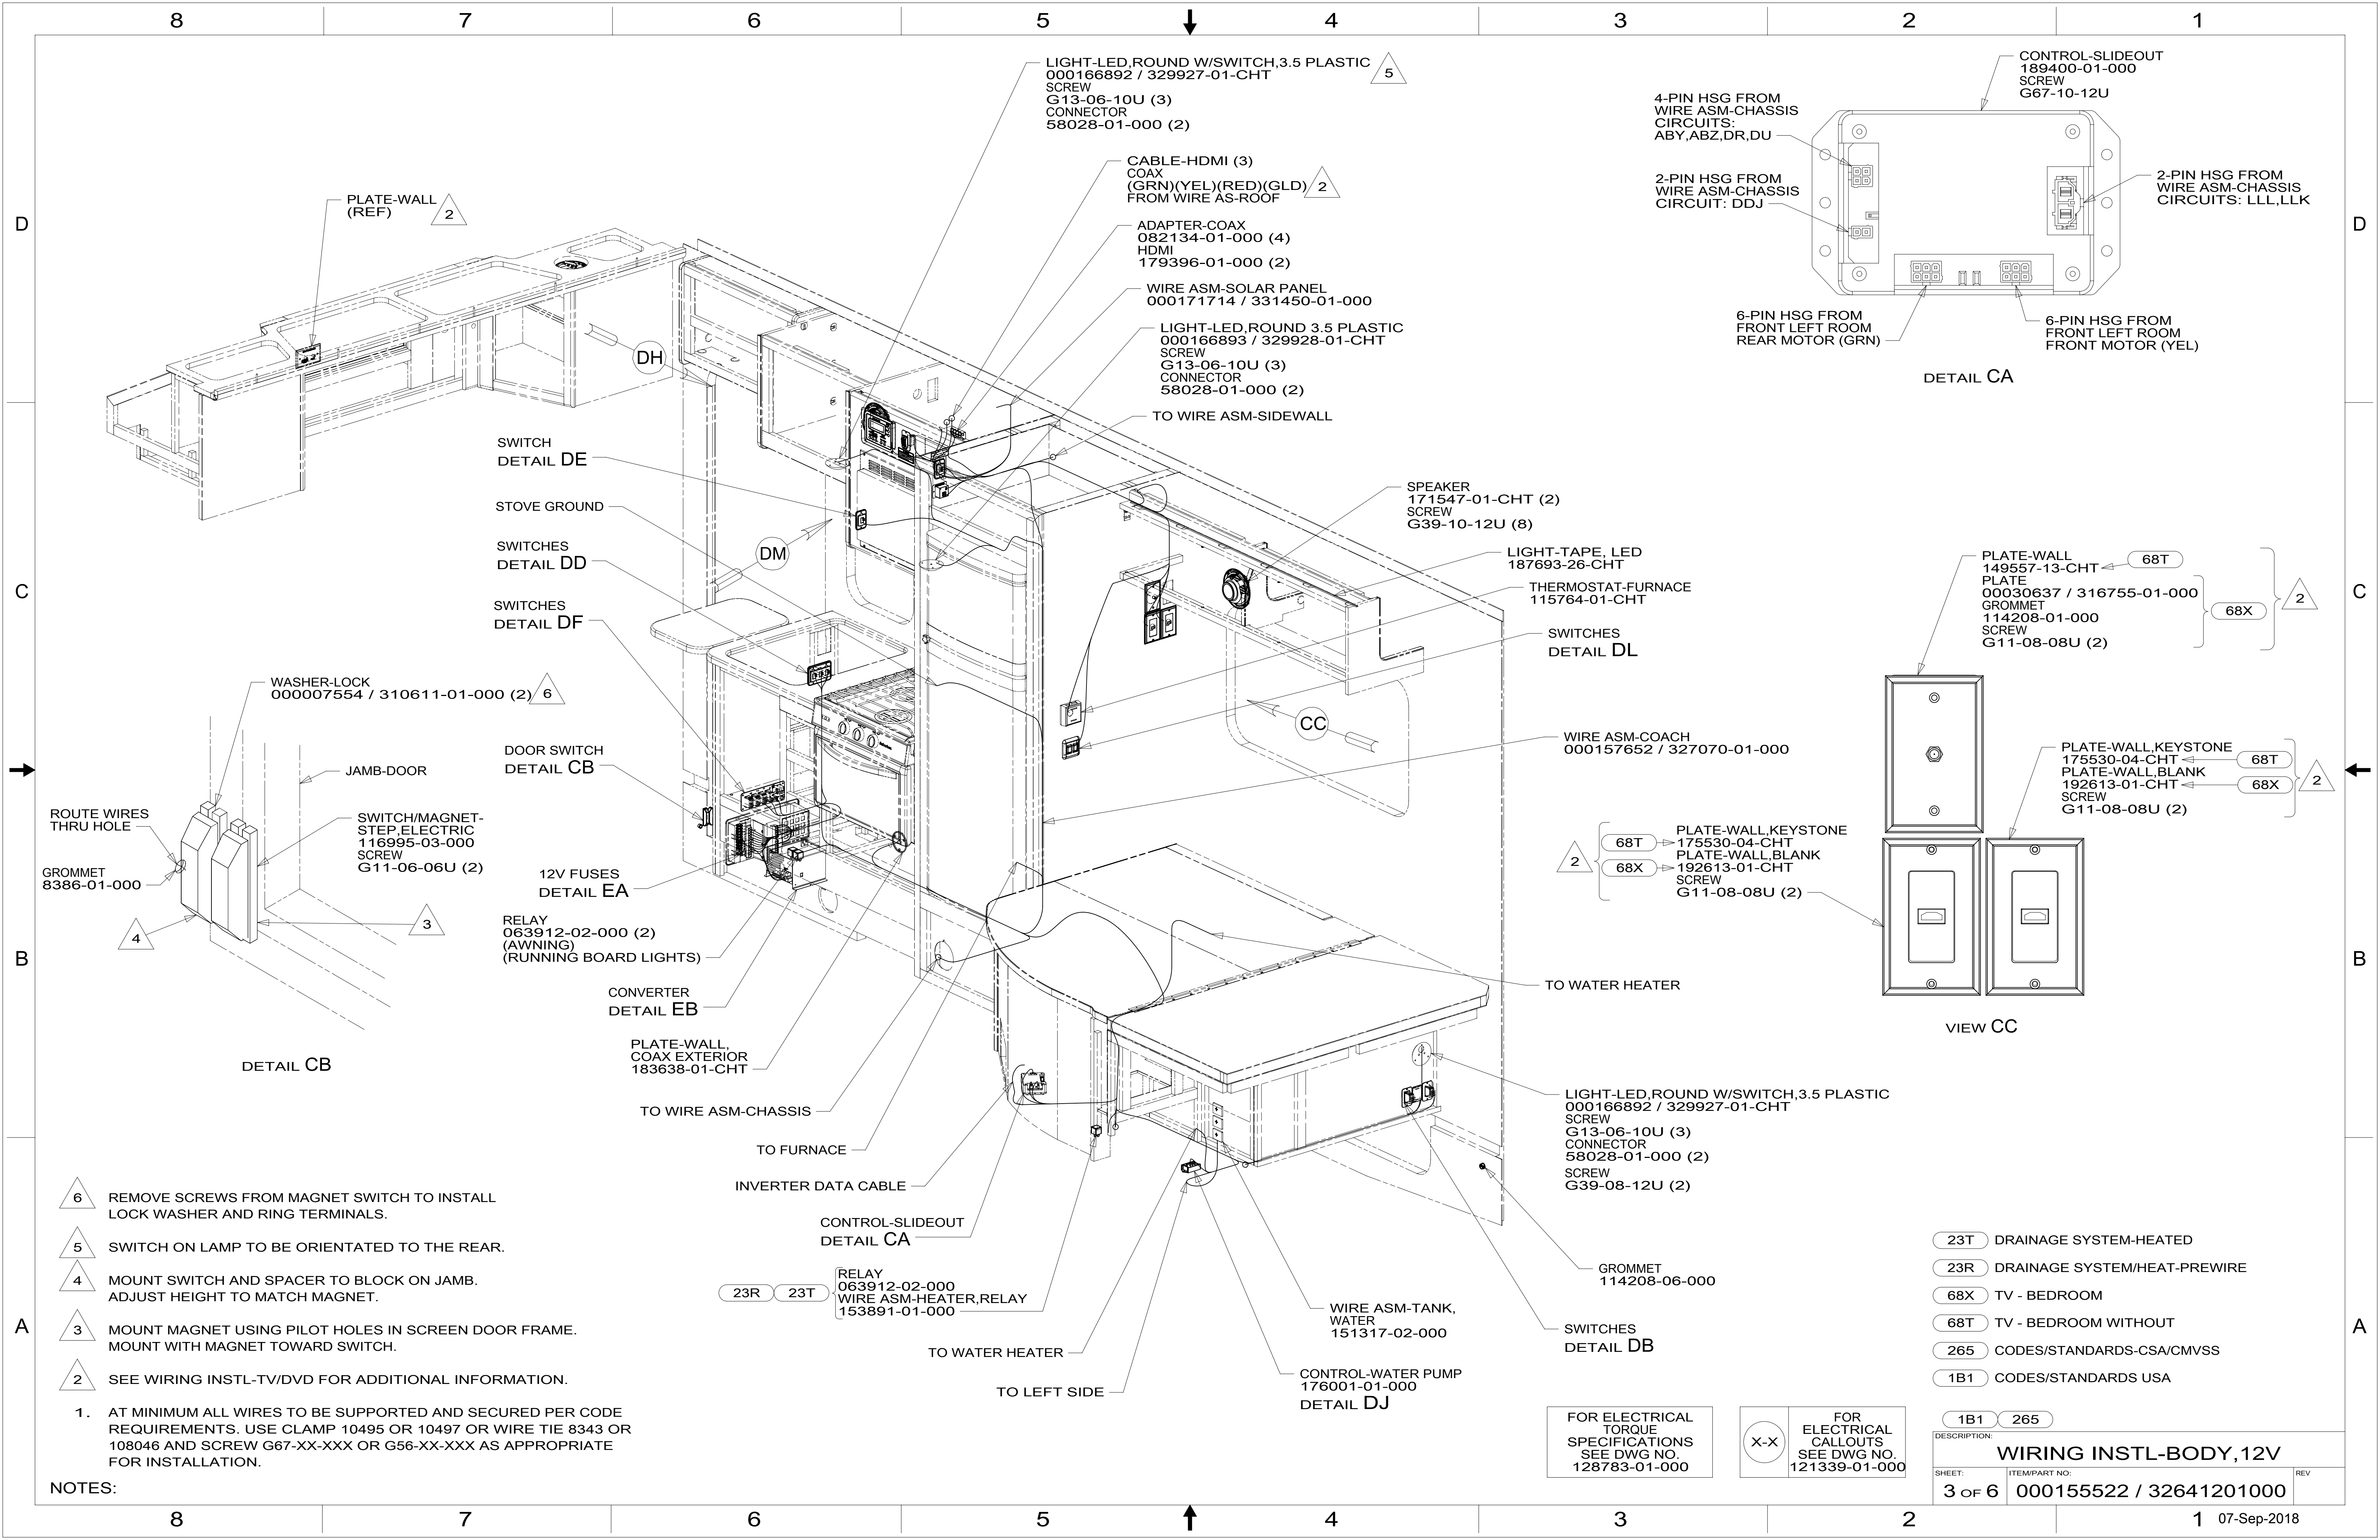 8 7 6 5 4 3 2 1
D
C
B
A
D
C
B
A
LIGHT-LED,ROUND W/SWITCH,3.5 PLASTIC
000166892 / 329927-01-CHT
SCREW
G13-06-10U (3)
CONNECTOR
58028-01-000 (2)
5
CABLE-HDMI (3)
COAX
(GRN)(YEL)(RED)(GLD)
FROM WIRE AS-ROOF
2
ADAPTER-COAX
082134-01-000 (4)
HDMI
179396-01-000 (2)
WIRE ASM-SOLAR PANEL
000171714 / 331450-01-000
LIGHT-LED,ROUND 3.5 PLASTIC
000166893 / 329928-01-CHT
SCREW
G13-06-10U (3)
CONNECTOR
58028-01-000 (2)
TO WIRE ASM-SIDEWALL
PLATE-WALL
(REF)
2
DH
DM
CC
CONTROL-SLIDEOUT
189400-01-000
SCREW
G67-10-12U
4-PIN HSG FROM
WIRE ASM-CHASSIS
CIRCUITS:
ABY,ABZ,DR,DU
2-PIN HSG FROM
WIRE ASM-CHASSIS
CIRCUIT: DDJ
2-PIN HSG FROM
WIRE ASM-CHASSIS
CIRCUITS: LLL,LLK
6-PIN HSG FROM
FRONT LEFT ROOM
REAR MOTOR (GRN)
6-PIN HSG FROM
FRONT LEFT ROOM
FRONT MOTOR (YEL)
DETAIL CA
SWITCH
DETAIL DE
STOVE GROUND
SWITCHES
DETAIL DD
SWITCHES
DETAIL DF
DOOR SWITCH
DETAIL CB
12V FUSES
DETAIL EA
RELAY
063912-02-000 (2)
(AWNING)
(RUNNING BOARD LIGHTS)
CONVERTER
DETAIL EB
PLATE-WALL,
COAX EXTERIOR
183638-01-CHT
TO WIRE ASM-CHASSIS
TO FURNACE
INVERTER DATA CABLE
CONTROL-SLIDEOUT
DETAIL CA
23R 23T
RELAY
063912-02-000
WIRE ASM-HEATER,RELAY
153891-01-000
TO WATER HEATER
TO LEFT SIDE
SPEAKER
171547-01-CHT (2)
SCREW
G39-10-12U (8)
LIGHT-TAPE, LED
187693-26-CHT
THERMOSTAT-FURNACE
115764-01-CHT
SWITCHES
DETAIL DL
WIRE ASM-COACH
000157652 / 327070-01-000
TO WATER HEATER
LIGHT-LED,ROUND W/SWITCH,3.5 PLASTIC
000166892 / 329927-01-CHT
SCREW
G13-06-10U (3)
CONNECTOR
58028-01-000 (2)
SCREW
G39-08-12U (2)
GROMMET
114208-06-000
SWITCHES
DETAIL DB
WIRE ASM-TANK,
WATER
151317-02-000
CONTROL-WATER PUMP
176001-01-000
DETAIL DJ
PLATE-WALL
149557-13-CHT
68T
PLATE
00030637 / 316755-01-000
GROMMET
114208-01-000
SCREW
G11-08-08U (2)
68X
2
PLATE-WALL,KEYSTONE
175530-04-CHT
68T
PLATE-WALL,BLANK
192613-01-CHT
68X
SCREW
G11-08-08U (2)
2
2
68T
68X
PLATE-WALL,KEYSTONE
175530-04-CHT
PLATE-WALL,BLANK
192613-01-CHT
SCREW
G11-08-08U (2)
VIEW CC
WASHER-LOCK
000007554 / 310611-01-000 (2)
6
JAMB-DOOR
ROUTE WIRES
THRU HOLE
SWITCH/MAGNET-
STEP,ELECTRIC
116995-03-000
SCREW
G11-06-06U (2)
GROMMET
8386-01-000
4
3
DETAIL CB
6 REMOVE SCREWS FROM MAGNET SWITCH TO INSTALL
LOCK WASHER AND RING TERMINALS.
5 SWITCH ON LAMP TO BE ORIENTATED TO THE REAR.
4 MOUNT SWITCH AND SPACER TO BLOCK ON JAMB.
ADJUST HEIGHT TO MATCH MAGNET.
3 MOUNT MAGNET USING PILOT HOLES IN SCREEN DOOR FRAME.
MOUNT WITH MAGNET TOWARD SWITCH.
2 SEE WIRING INSTL-TV/DVD FOR ADDITIONAL INFORMATION.
1. AT MINIMUM ALL WIRES TO BE SUPPORTED AND SECURED PER CODE
REQUIREMENTS. USE CLAMP 10495 OR 10497 OR WIRE TIE 8343 OR
108046 AND SCREW G67-XX-XXX OR G56-XX-XXX AS APPROPRIATE
FOR INSTALLATION.
NOTES:
23T DRAINAGE SYSTEM-HEATED
23R DRAINAGE SYSTEM/HEAT-PREWIRE
68X TV - BEDROOM
68T TV - BEDROOM WITHOUT
265 CODES/STANDARDS-CSA/CMVSS
1B1 CODES/STANDARDS USA
1B1 265
FOR ELECTRICAL
TORQUE
SPECIFICATIONS
SEE DWG NO.
128783-01-000
X-X
FOR
ELECTRICAL
CALLOUTS
SEE DWG NO.
121339-01-000
DESCRIPTION:
WIRING INSTL-BODY,12V
SHEET:
3 OF 6
ITEM/PART NO:
000155522 / 32641201000
REV
8 7 6 5 4 3 2 1
07-Sep-2018